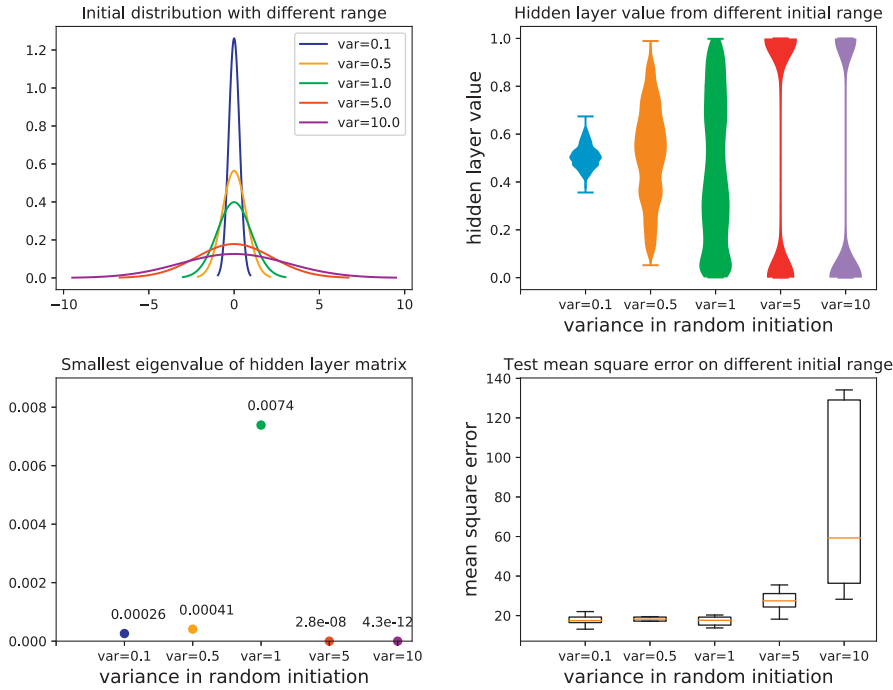 Initial distribution with different range
1.2
1.0
0.8
0.6
0.4
0.2
0.0
−10
−5
0
5
10
var=0.1
var=0.5
var=1.0
var=5.0
var=10.0
Hidden layer value from different initial range
hidden layer value
1.0
0.8
0.6
0.4
0.2
0.0
var=0.1
var=0.5
var=1
var=5
var=10
variance in random initiation
Smallest eigenvalue of hidden layer matrix
0.008
0.006
0.004
0.002
0.000
0.00026
0.00041
0.0074
2.8e-08
4.3e-12
var=0.1
var=0.5
var=1
var=5
var=10
variance in random initiation
Test mean square error on different initial range
mean square error
140
120
100
80
60
40
20
var=0.1
var=0.5
var=1
var=5
var=10
variance in random initiation